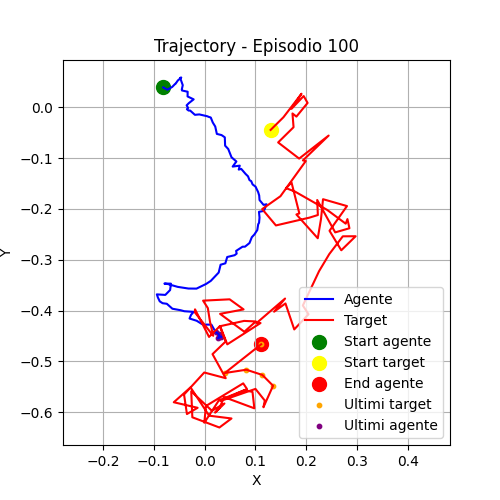 Trajectory - Episodio 100
Y
0.0
−0.1
−0.2
−0.3
−0.4
−0.5
−0.6
Agente
Target
Start agente
Start target
End agente
Ultimi target
Ultimi agente
−0.2
−0.1
0.0
0.1
0.2
0.3
0.4
X